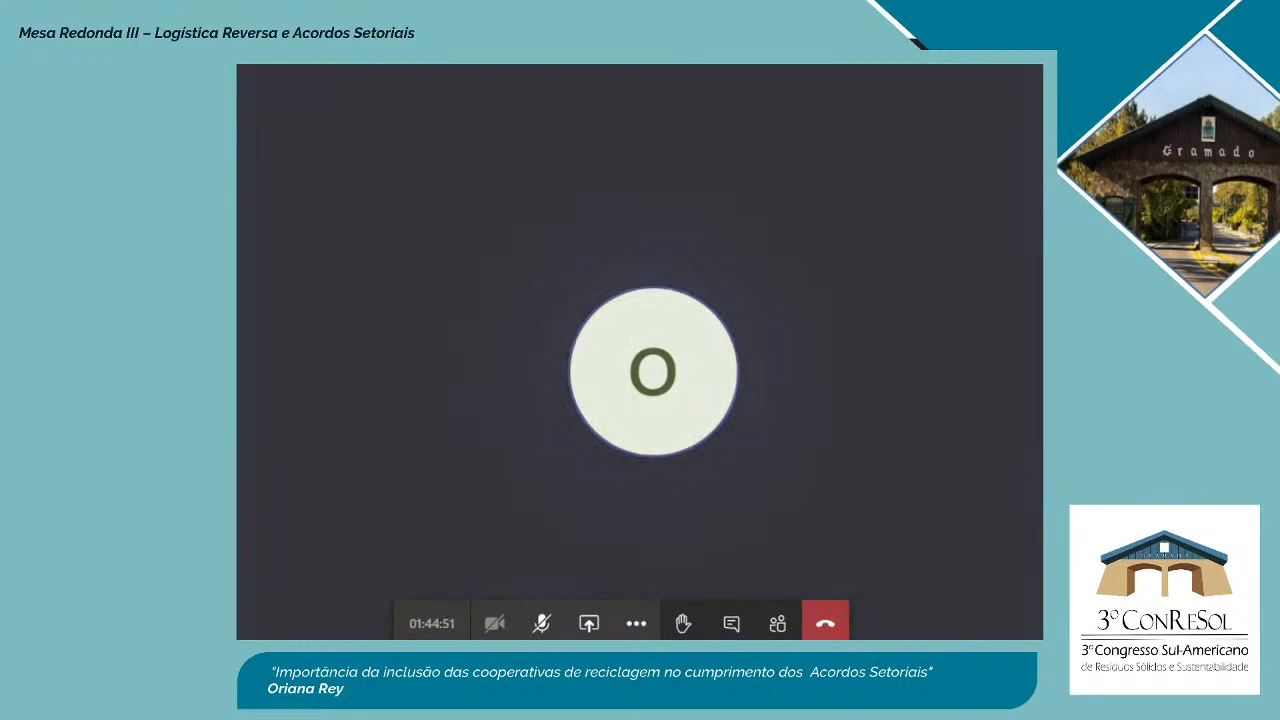 Mesa Redonda III – Logística Reversa e Acordos Setoriais
Gramado
O
01:44:51
"Importância da inclusão das cooperativas de reciclagem no cumprimento dos Acordos Setoriais"
Oriana Rey
GRAMADO
3º CONRESOL
3º Congresso Sul-Americano
de Resíduos Sólidos e Sustentabilidade